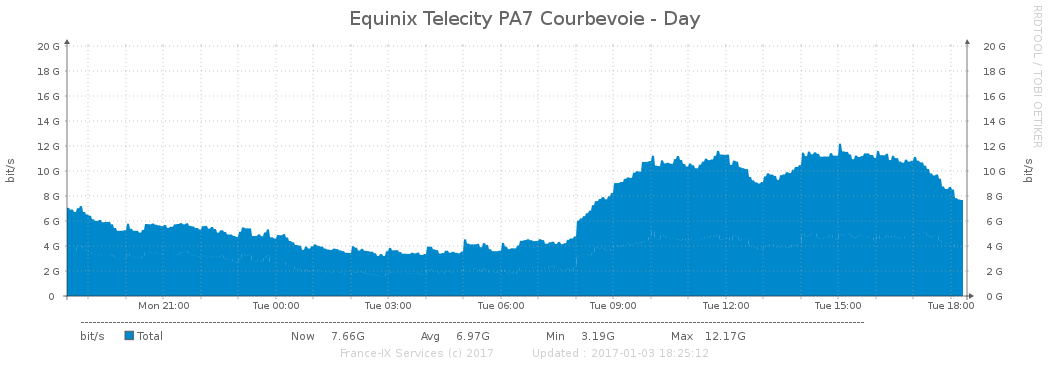 Equinix Telecity PA7 Courbevoie - Day
RRDTOOL / TOBI OETIKER
bit/s
20 G 20 G
18 G 18 G
16 G 16 G
14 G 14 G
12 G 12 G
10 G 10 G
8 G 8 G
6 G 6 G
4 G 4 G
2 G 2 G
0 0 G
bit/s
Mon 21:00 Tue 00:00 Tue 03:00 Tue 06:00 Tue 09:00 Tue 12:00 Tue 15:00 Tue 18:00
bit/s Total Now 7.66G Avg 6.97G Min 3.19G Max 12.17G
France-IX Services (c) 2017 Updated : 2017-01-03 18:25:12